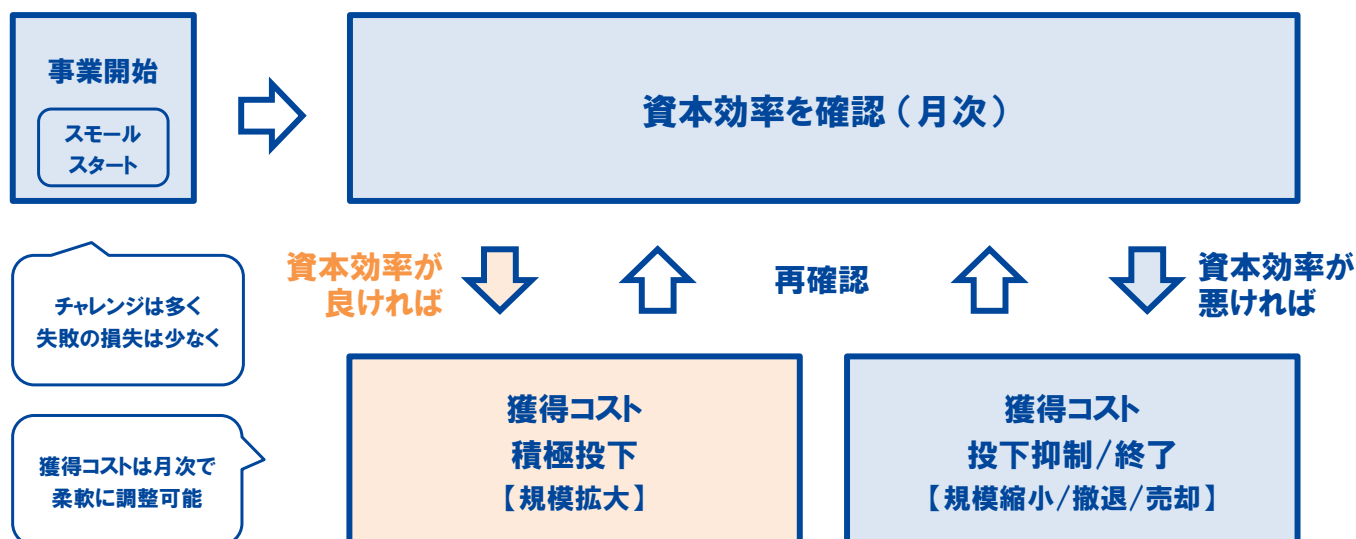 事業開始
スモール
スタート
資本効率を確認（月次）
チャレンジは多く
失敗の損失は少なく
資本効率が
良ければ
再確認
資本効率が
悪ければ
獲得コストは月次で
柔軟に調整可能
獲得コスト
積極投下
【規模拡大】
獲得コスト
投下抑制/終了
【規模縮小/撤退/売却】